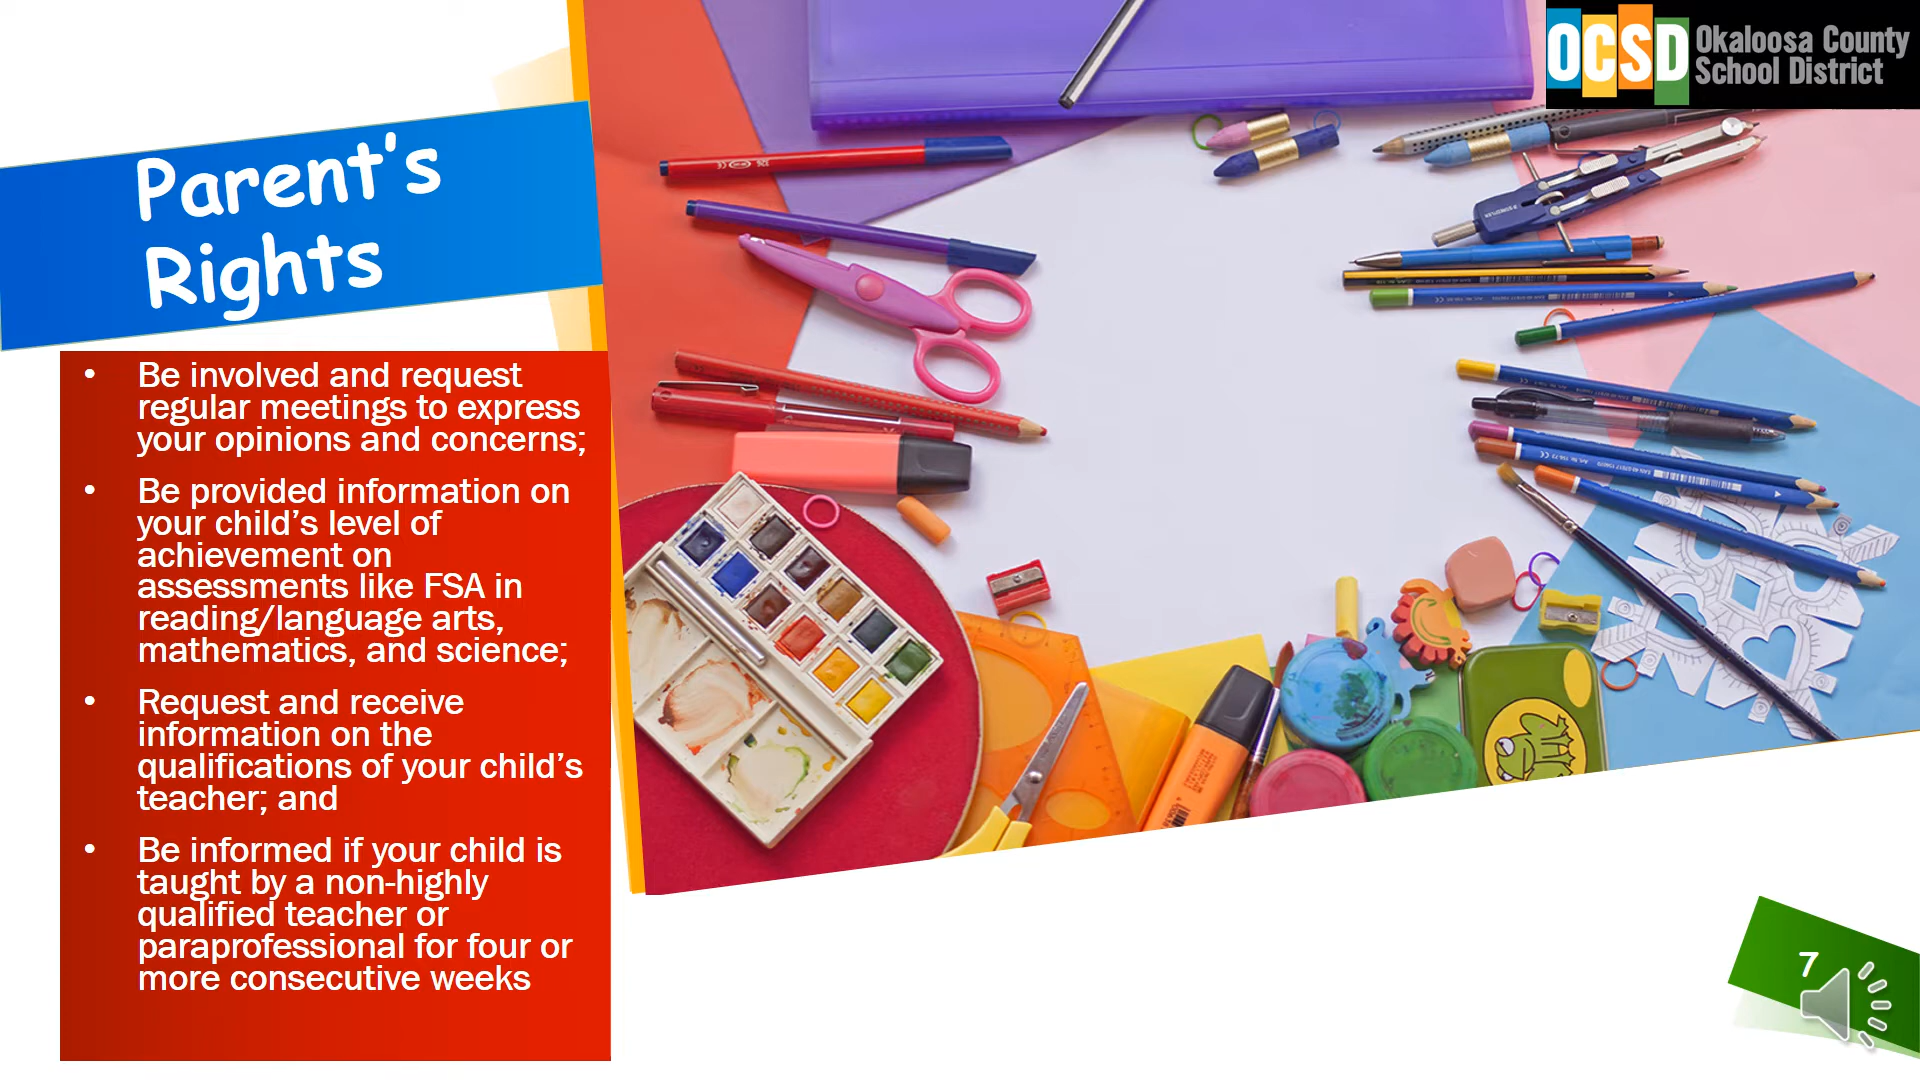 OCSD Okaloosa County
School District
Parent’s
Rights
• Be involved and request
regular meetings to express
your opinions and concerns;
• Be provided information on
your child’s level of
achievement on
assessments like FSA in
reading/language arts,
mathematics, and science;
• Request and receive
information on the
qualifications of your child’s
teacher; and
• Be informed if your child is
taught by a non-highly
qualified teacher or
paraprofessional for four or
more consecutive weeks
7